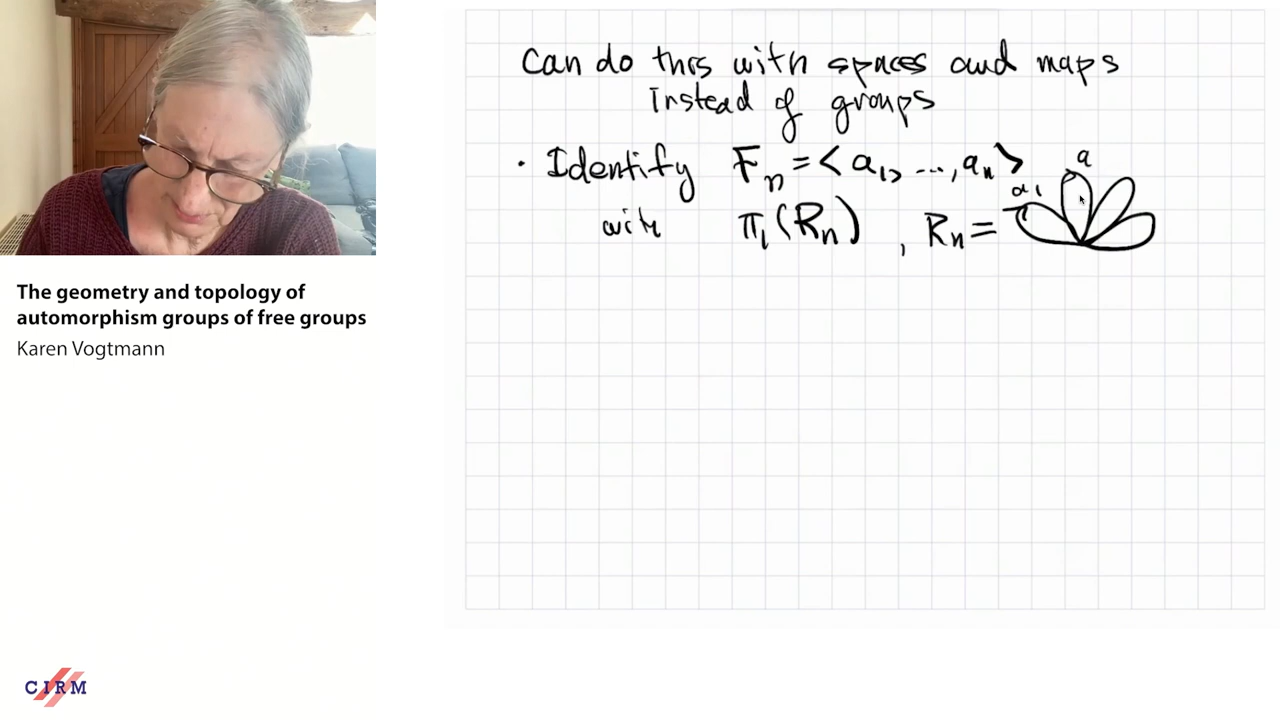 Can do this with spaces and maps
instead of groups
· Identify F_n = <a_1, ..., a_n>
with π_1(R_n), R_n =
a_1
a
The geometry and topology of
automorphism groups of free groups
Karen Vogtmann
CIRM